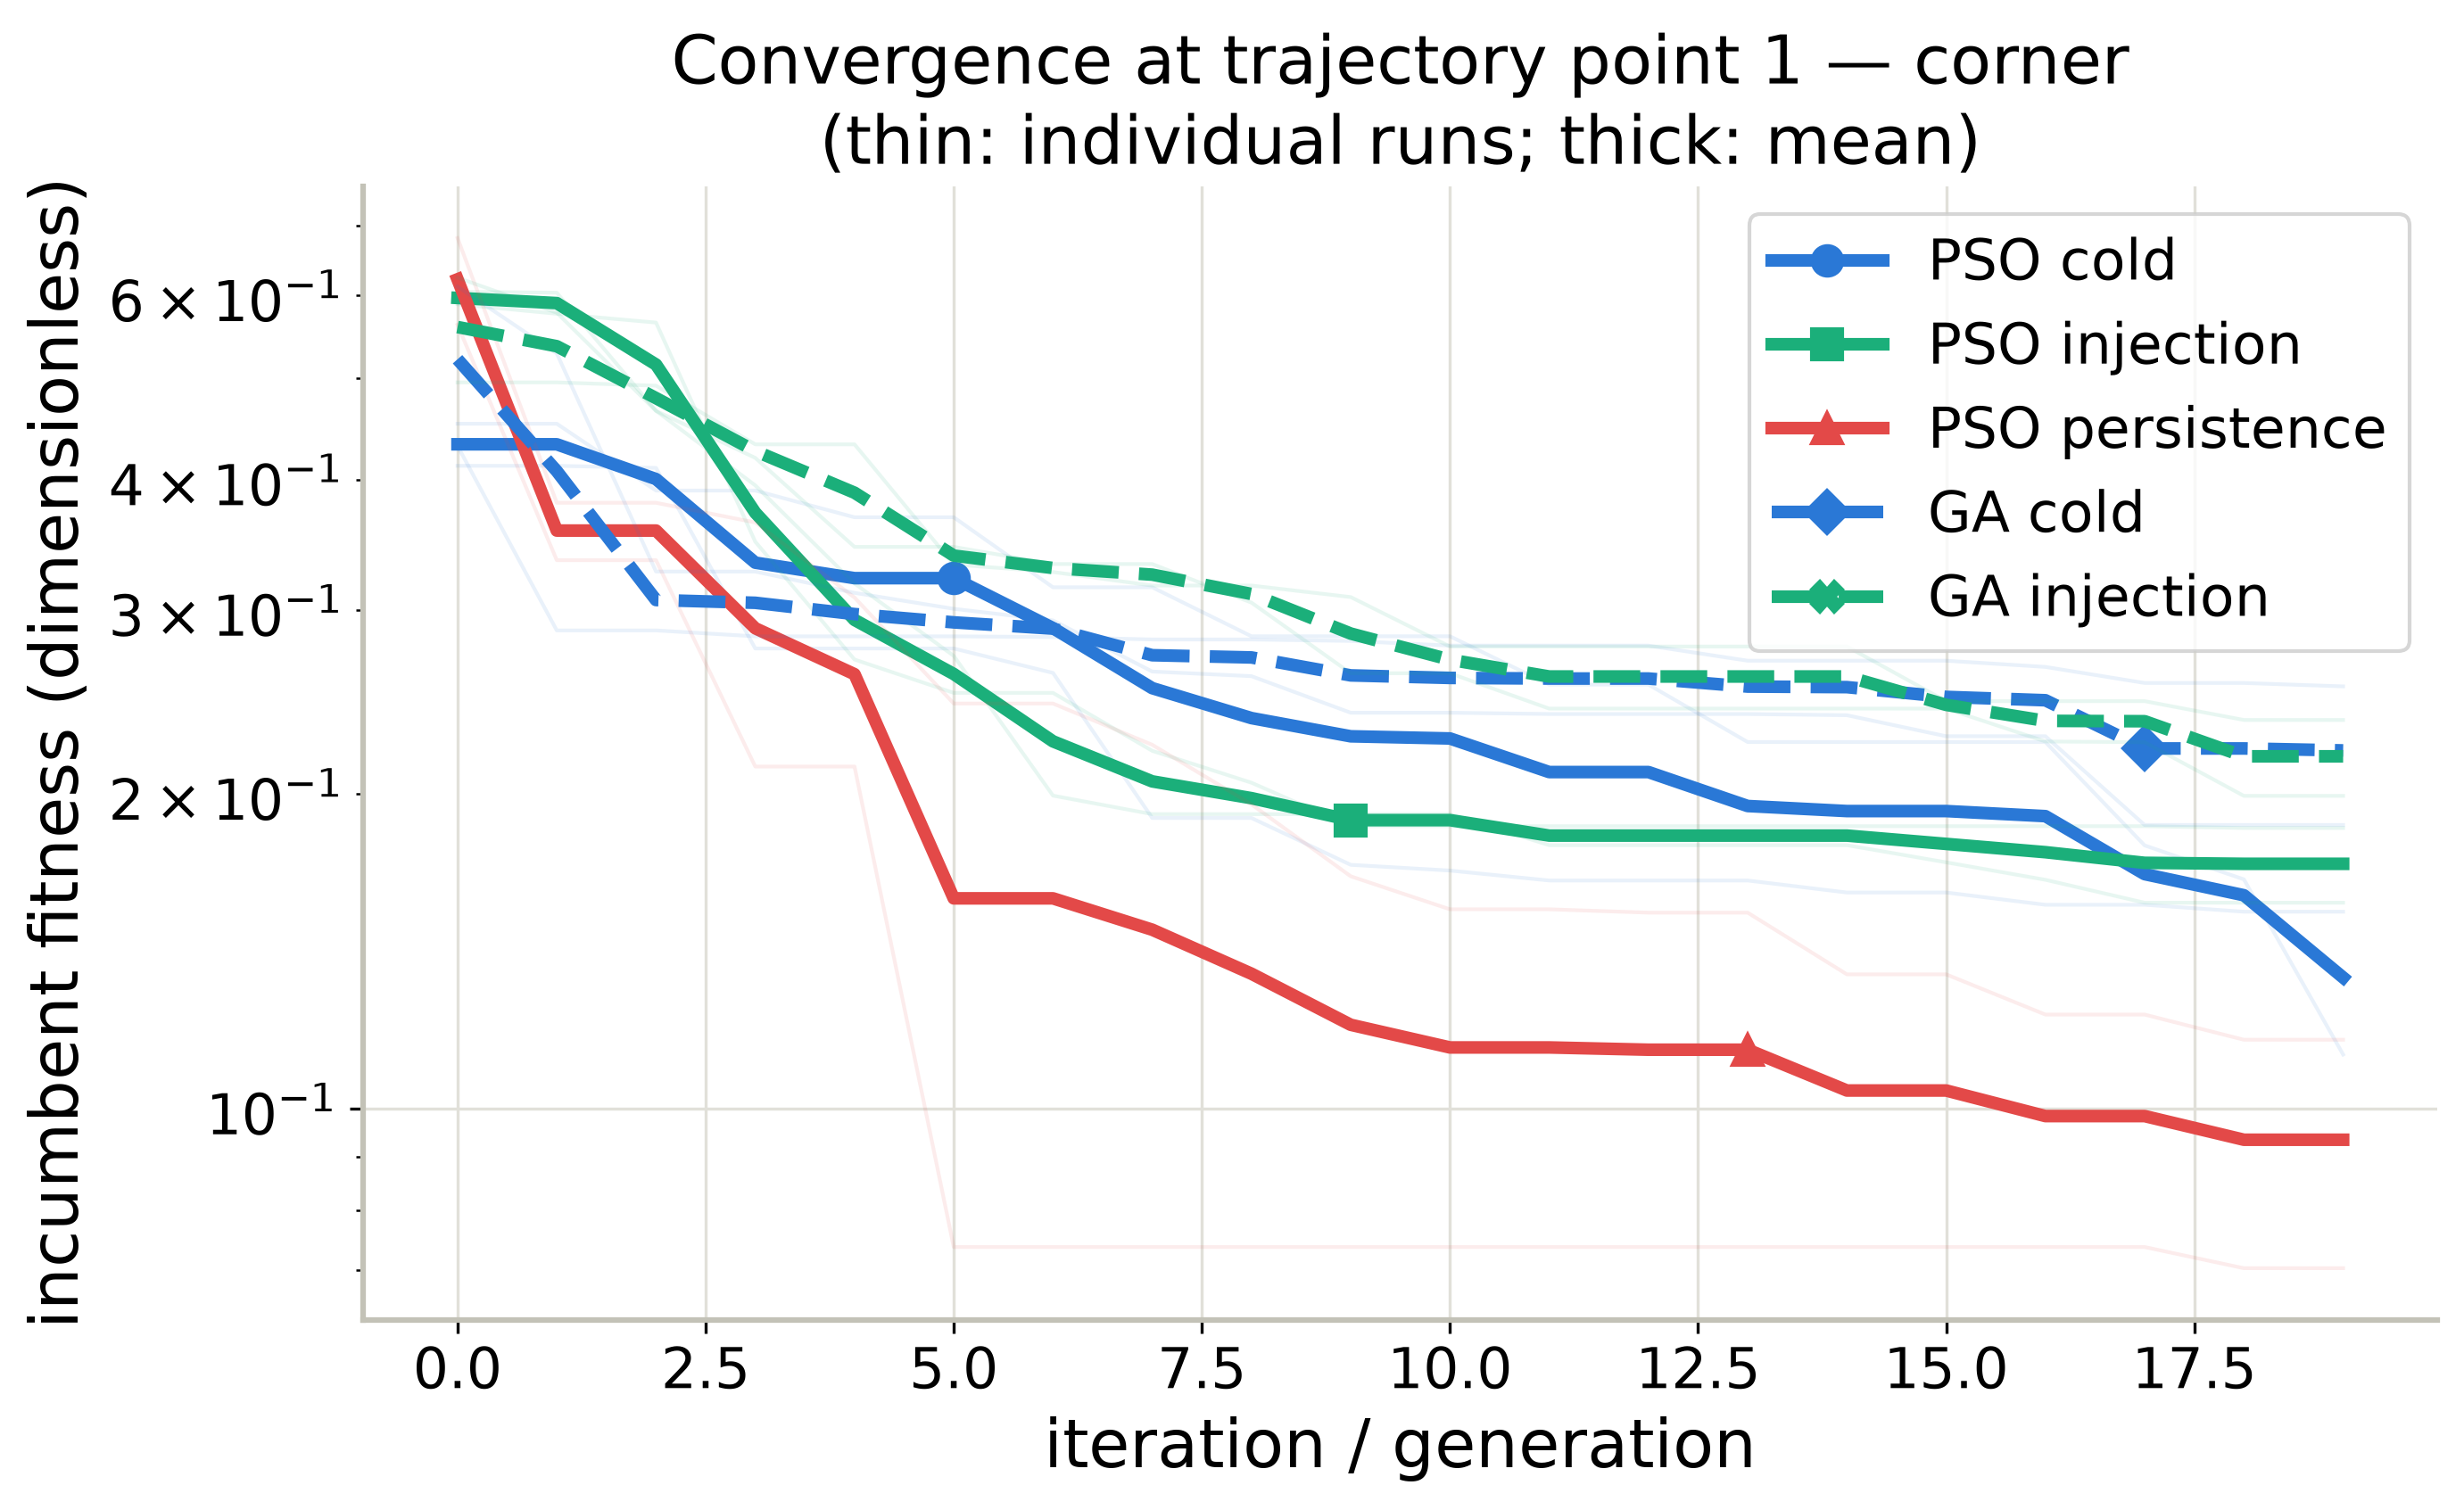 Convergence at trajectory point 1 — corner
(thin: individual runs; thick: mean)
incumbent fitness (dimensionless)
6 × 10⁻¹
4 × 10⁻¹
3 × 10⁻¹
2 × 10⁻¹
10⁻¹
PSO cold
PSO injection
PSO persistence
GA cold
GA injection
0.0 2.5 5.0 7.5 10.0 12.5 15.0 17.5
iteration / generation